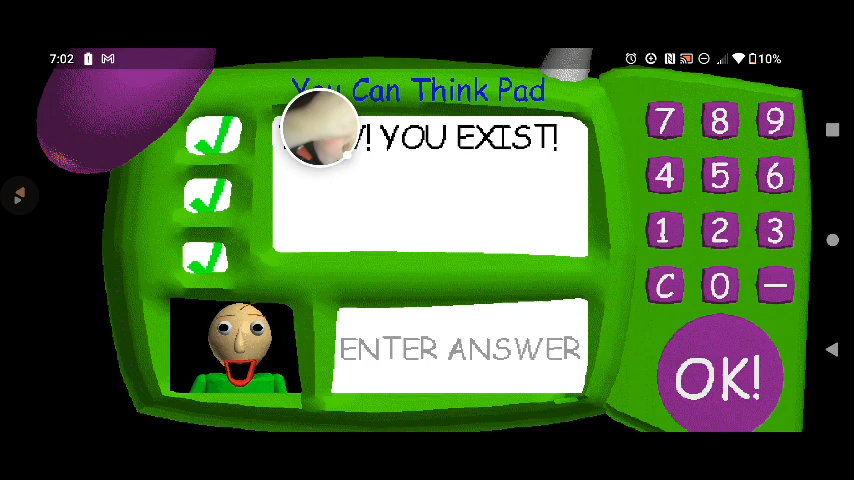 7:02 10%
Can Think Pad
YOU EXIST!
7 8 9
4 5 6
1 2 3
C 0 —
ENTER ANSWER
OK!